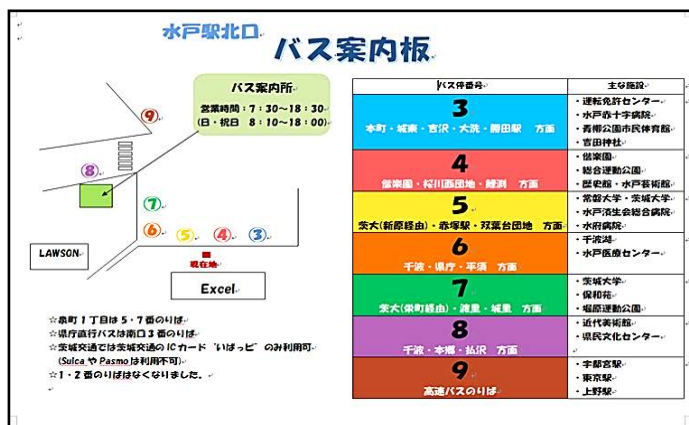 水戸駅北口
バス案内板
バス案内所
営業時間：7：30～18：30
(日・祝日 8：10～18：00)
⑨
⑧
⑦
⑥ ⑤ ④ ③
現在地
LAWSON
Excel
☆泉町1丁目は5・7番のりば
☆県庁直行バスは南口3番のりば
☆茨城交通では茨城交通のICカード“いばっピ”のみ利用可
(SuicaやPasmoは利用不可)
☆1・2番のりばはなくなりました。
バス停番号 主な施設
3
本町・城東・吉沢・大洗・勝田駅 方面
・運転免許センター
・水戸赤十字病院
・青柳公園市民体育館
・吉田神社
4
偕楽園・桜川西団地・鯉淵 方面
・偕楽園
・総合運動公園
・歴史館・水戸芸術館
5
茨大(新原経由)・赤塚駅・双葉台団地 方面
・常磐大学・茨城大学
・水戸済生会総合病院
・水府病院
6
千波・県庁・平須 方面
・千波湖
・水戸医療センター
7
茨大(栄町経由)・渡里・城里 方面
・茨城大学
・保和苑
・堀原運動公園
8
千波・本郷・払沢 方面
・近代美術館
・県民文化センター
9
高速バスのりば
・宇都宮駅
・東京駅
・上野駅